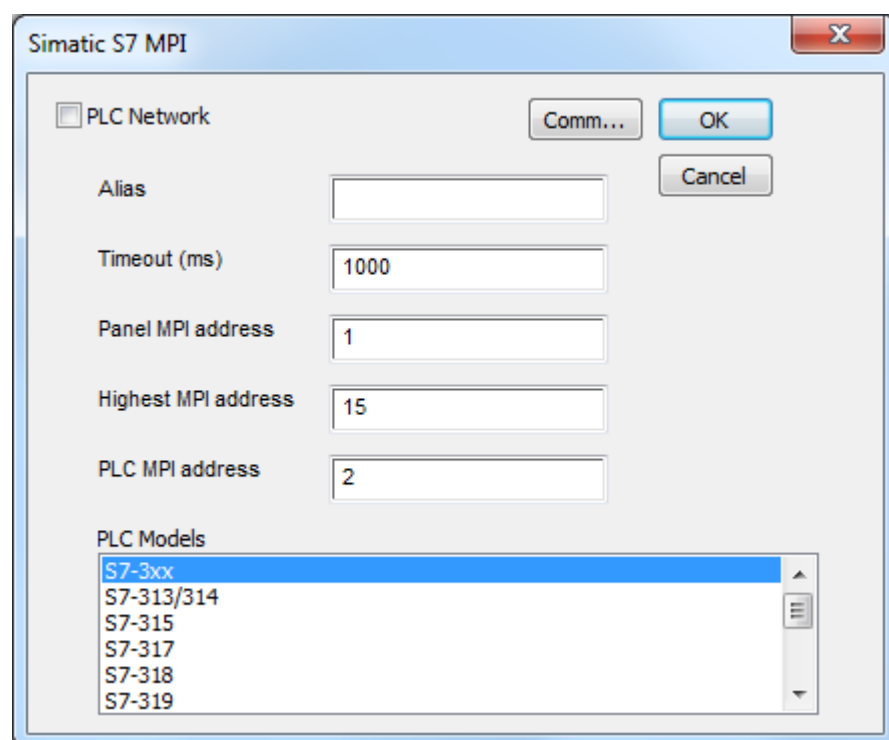 Simatic S7 MPI
PLC Network
Comm...
OK
Cancel
Alias
Timeout (ms)
1000
Panel MPI address
1
Highest MPI address
15
PLC MPI address
2
PLC Models
S7-3xx
S7-313/314
S7-315
S7-317
S7-318
S7-319